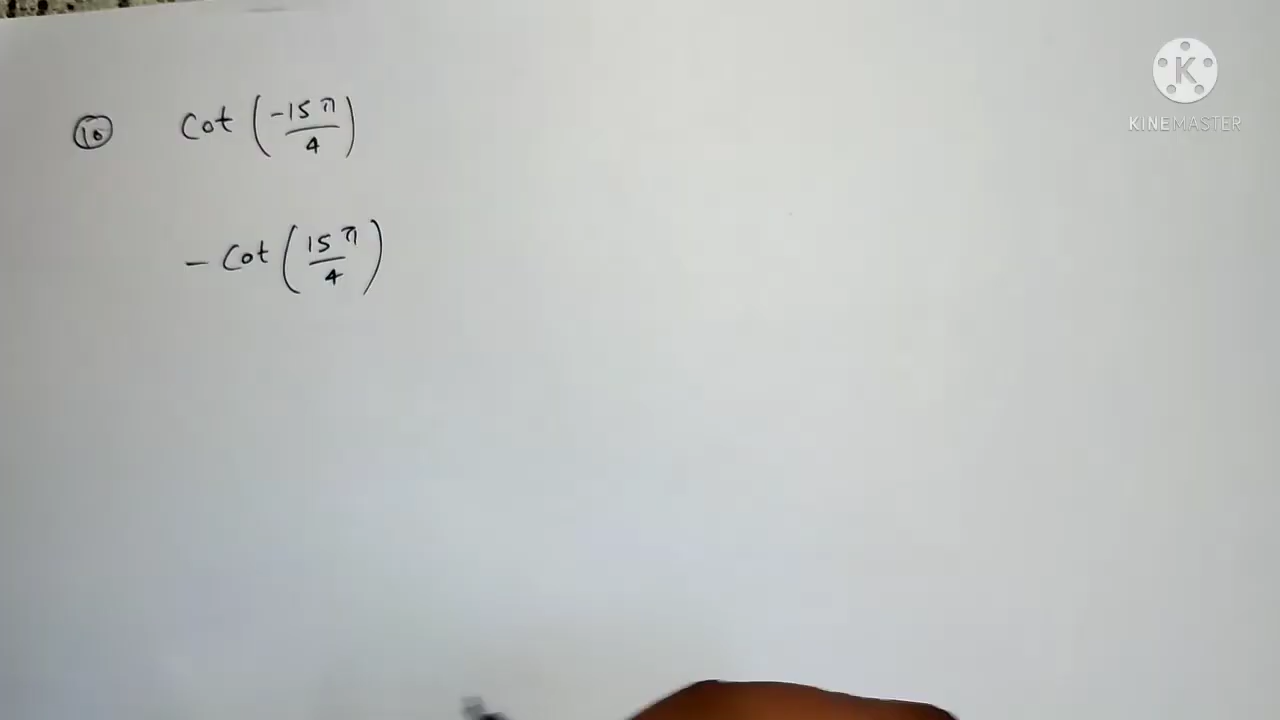 ⑩ Cot (-15π/4)
- Cot (15π/4)
KINEMASTER